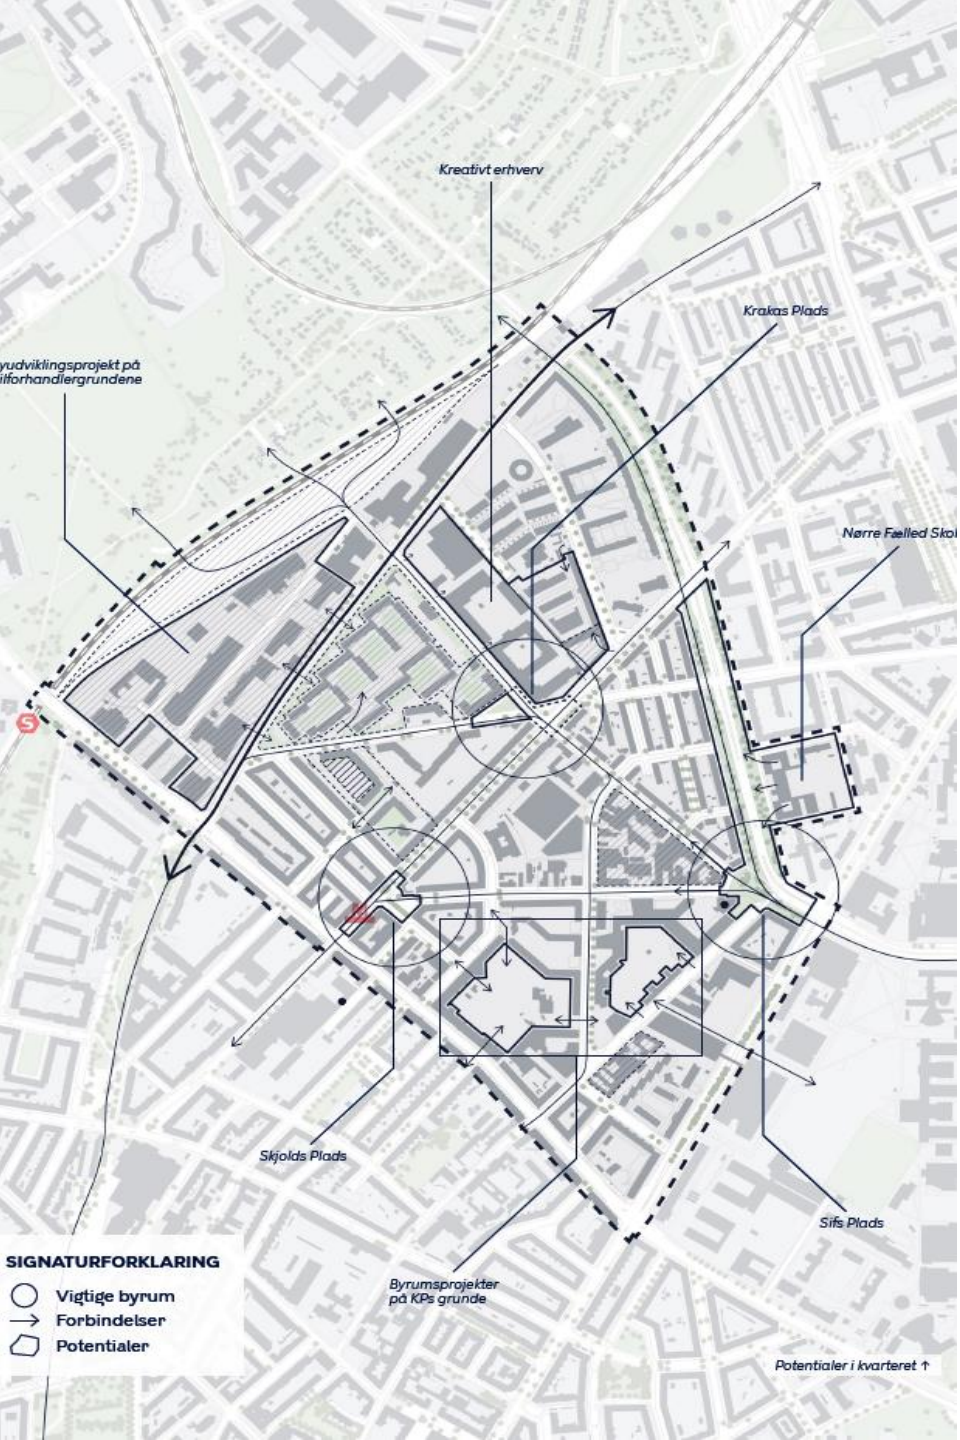 Kreativt erhverv
Krakas Plads
yudviklingsprojekt på
ilforhandlergrundene
Nørre Fælled Skol
S
Skjolds Plads
Sifs Plads
Byrumsprojekter
på KPs grunde
SIGNATURFORKLARING
Vigtige byrum
Forbindelser
Potentialer
Potentialer i kvarteret ↑